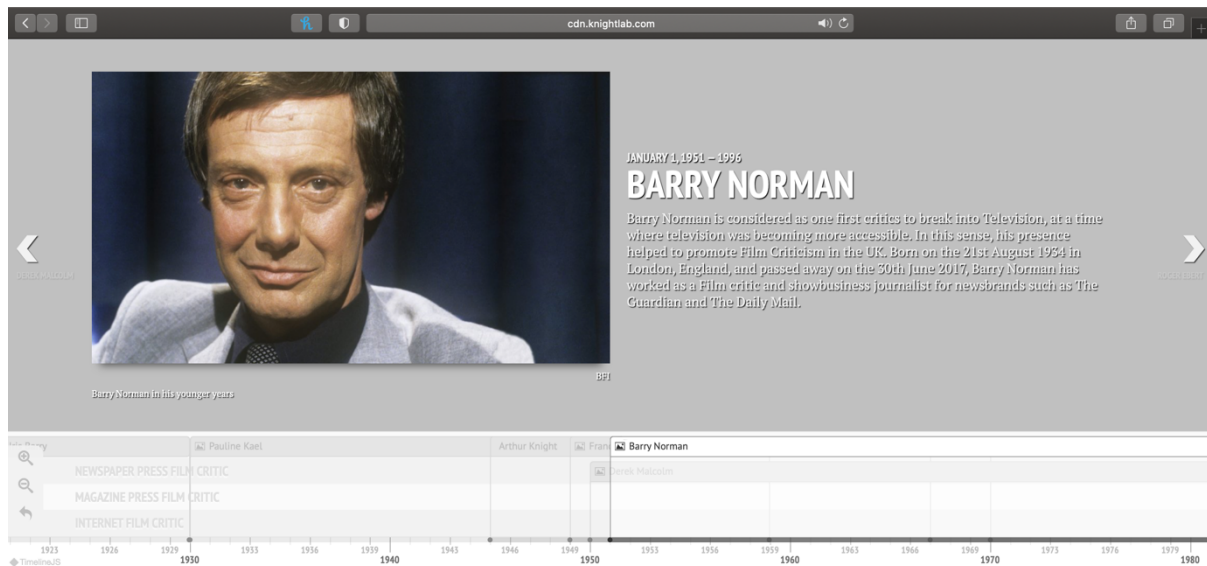 cdn.knightlab.com
JANUARY 1, 1951 – 1996
BARRY NORMAN
Barry Norman is considered as one first critics to break into Television, at a time
where television was becoming more accessible. In this sense, his presence
helped to promote Film Criticism in the UK. Born on the 21st August 1934 in
London, England, and passed away on the 30th June 2017, Barry Norman has
worked as a Film critic and showbusiness journalist for newsbrands such as The
Guardian and The Daily Mail.
DEREK MALCOLM
ROGER EBERT
BFI
Barry Norman in his younger years
Barry
Pauline Kael
Arthur Knight
Barry Norman
NEWSPAPER PRESS FILM CRITIC
Derek Malcolm
MAGAZINE PRESS FILM CRITIC
INTERNET FILM CRITIC
1923 1926 1929 1933 1936 1939 1943 1946 1949 1953 1956 1959 1963 1966 1969 1973 1976 1979
1930 1940 1950 1960 1970 1980
TimelineJS